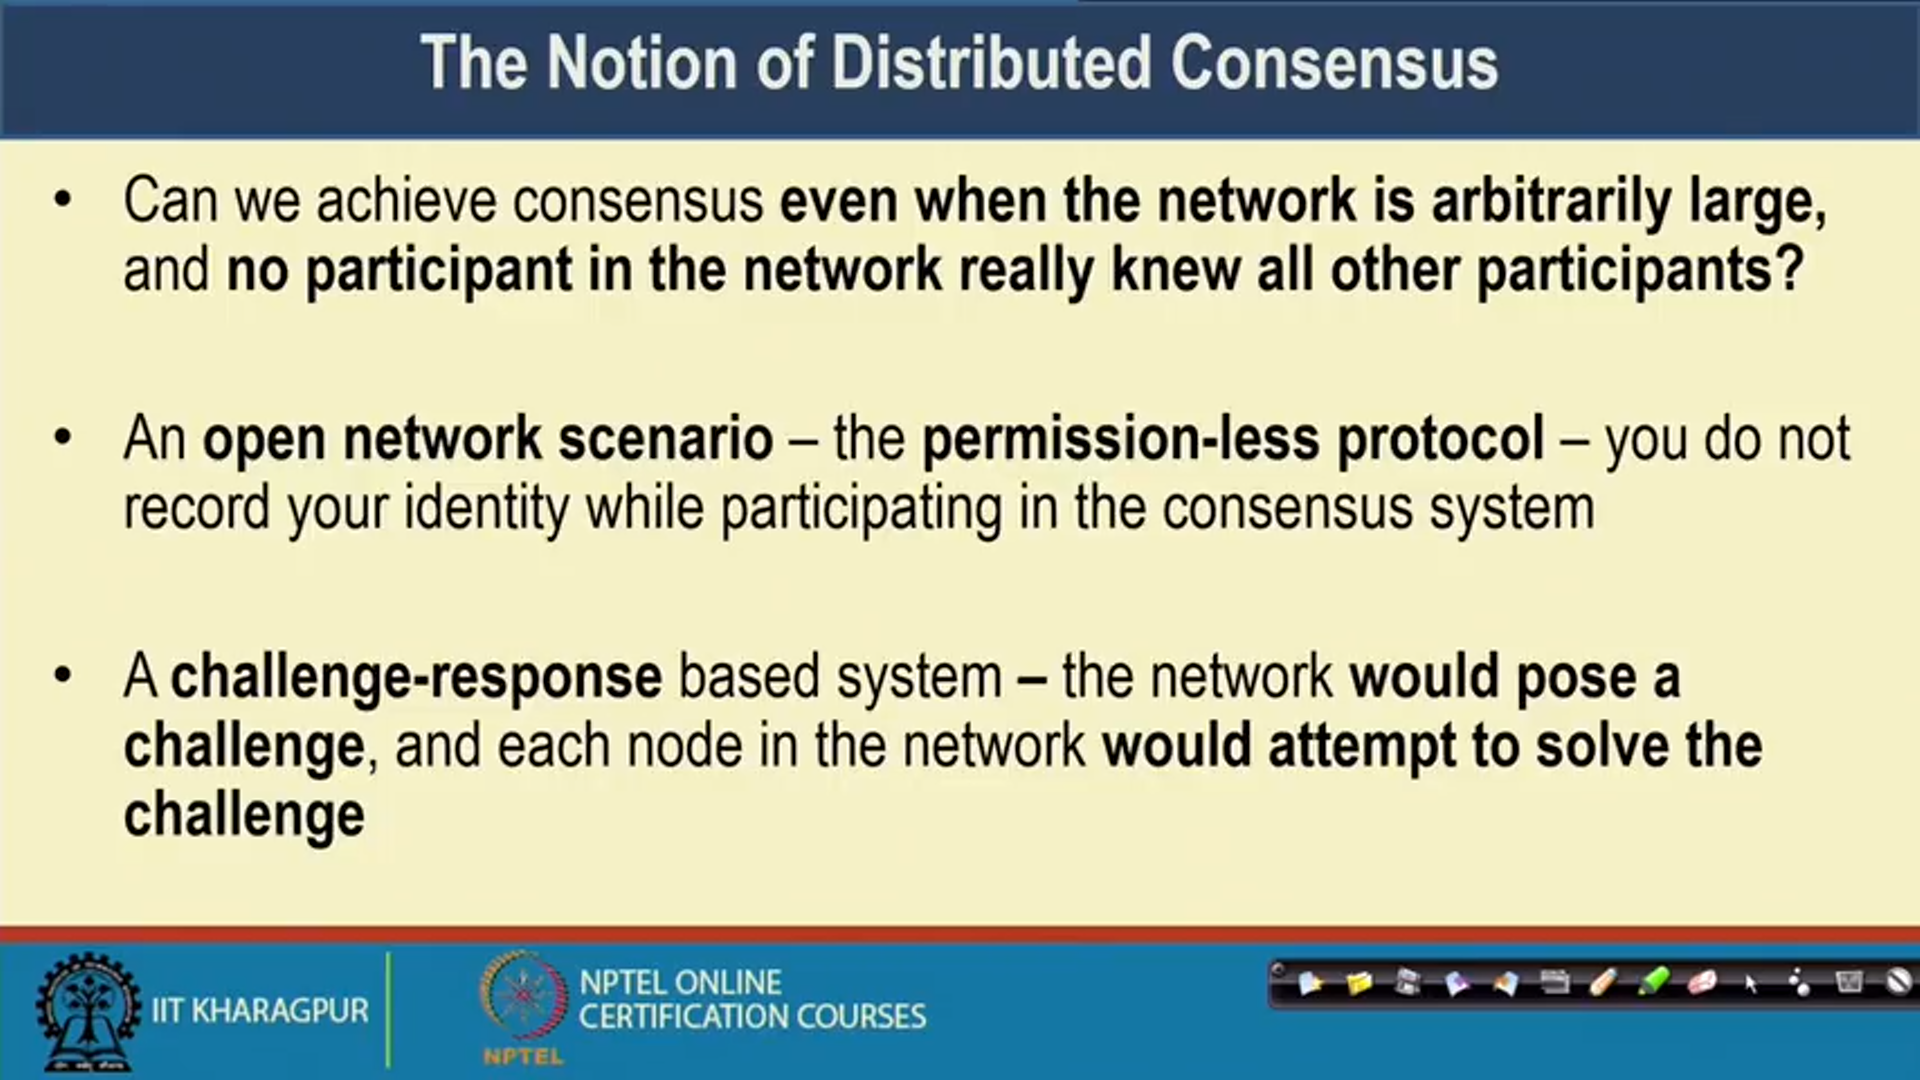 The Notion of Distributed Consensus
• Can we achieve consensus even when the network is arbitrarily large,
and no participant in the network really knew all other participants?
• An open network scenario – the permission-less protocol – you do not
record your identity while participating in the consensus system
• A challenge-response based system – the network would pose a
challenge, and each node in the network would attempt to solve the
challenge
IIT KHARAGPUR
NPTEL ONLINE
CERTIFICATION COURSES
NPTEL